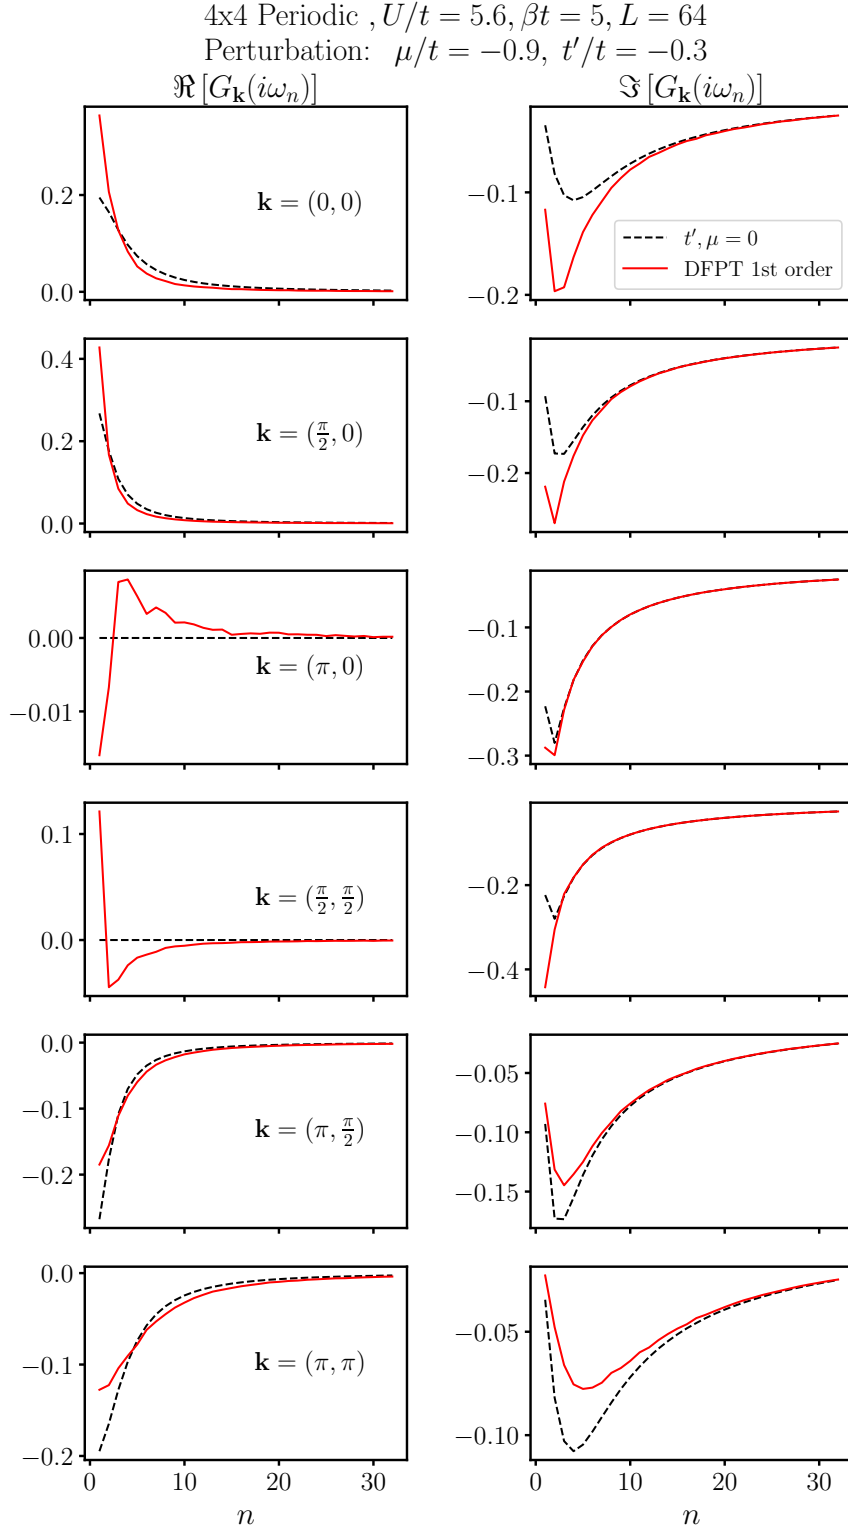 4x4 Periodic , U/t = 5.6, βt = 5, L = 64
Perturbation: μ/t = −0.9, t′/t = −0.3
ℜ [G_k(iω_n)]
ℑ [G_k(iω_n)]
0.2
0.0
k = (0, 0)
−0.1
−0.2
t′, μ = 0
DFPT 1st order
0.4
0.2
0.0
k = (π/2, 0)
−0.1
−0.2
0.00
−0.01
k = (π, 0)
−0.1
−0.2
−0.3
0.1
0.0
k = (π/2, π/2)
−0.2
−0.4
0.0
−0.1
−0.2
k = (π, π/2)
−0.05
−0.10
−0.15
0.0
−0.1
−0.2
k = (π, π)
−0.05
−0.10
0 10 20 30
0 10 20 30
n
n